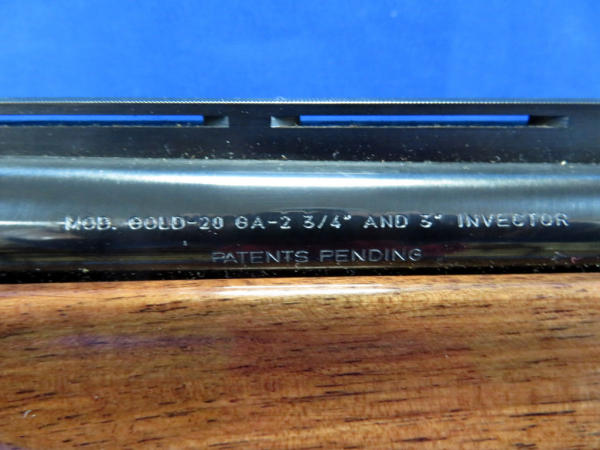 MOD. GOLD-20 GA-2 3/4" AND 3" INVECTOR
PATENTS PENDING